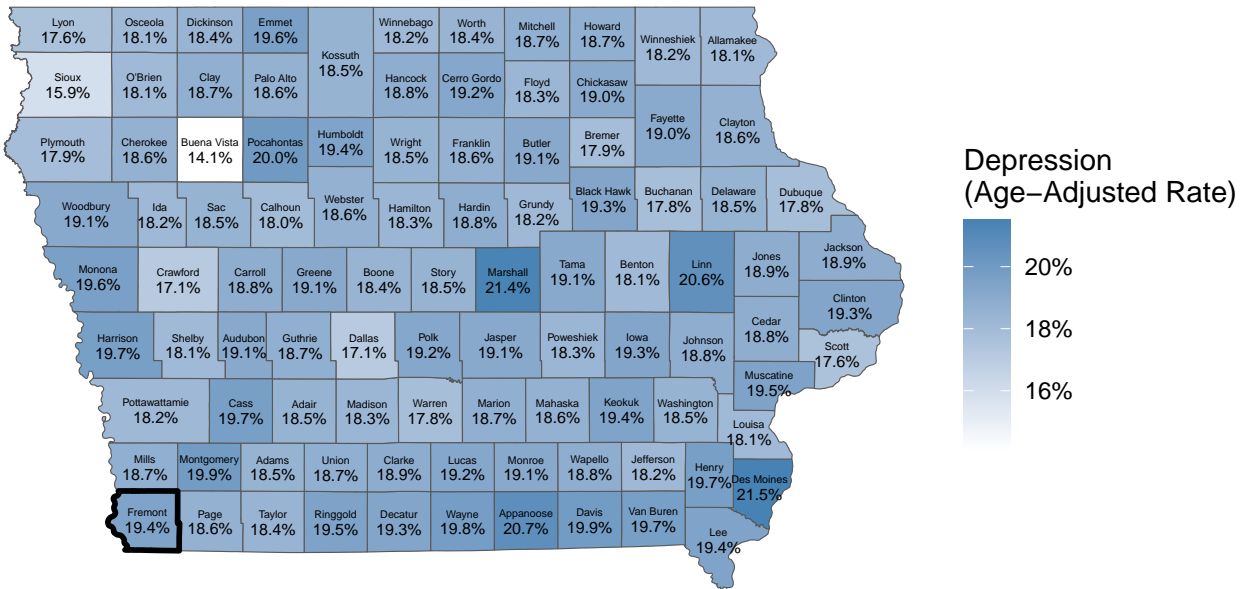 Lyon
17.6%
Osceola
18.1%
Dickinson
18.4%
Emmet
19.6%
Kossuth
18.5%
Winnebago
18.2%
Worth
18.4%
Mitchell
18.7%
Howard
18.7%
Winneshiek
18.2%
Allamakee
18.1%
Sioux
15.9%
O'Brien
18.1%
Clay
18.7%
Palo Alto
18.6%
Hancock
18.8%
Cerro Gordo
19.2%
Floyd
18.3%
Chickasaw
19.0%
Fayette
19.0%
Clayton
18.6%
Plymouth
17.9%
Cherokee
18.6%
Buena Vista
14.1%
Pocahontas
20.0%
Humboldt
19.4%
Wright
18.5%
Franklin
18.6%
Butler
19.1%
Bremer
17.9%
Woodbury
19.1%
Ida
18.2%
Sac
18.5%
Calhoun
18.0%
Webster
18.6%
Hamilton
18.3%
Hardin
18.8%
Grundy
18.2%
Black Hawk
19.3%
Buchanan
17.8%
Delaware
18.5%
Dubuque
17.8%
Monona
19.6%
Crawford
17.1%
Carroll
18.8%
Greene
19.1%
Boone
18.4%
Story
18.5%
Marshall
21.4%
Tama
19.1%
Benton
18.1%
Linn
20.6%
Jones
18.9%
Jackson
18.9%
Clinton
19.3%
Harrison
19.7%
Shelby
18.1%
Audubon
19.1%
Guthrie
18.7%
Dallas
17.1%
Polk
19.2%
Jasper
19.1%
Poweshiek
18.3%
Iowa
19.3%
Johnson
18.8%
Cedar
18.8%
Scott
17.6%
Muscatine
19.5%
Pottawattamie
18.2%
Cass
19.7%
Adair
18.5%
Madison
18.3%
Warren
17.8%
Marion
18.7%
Mahaska
18.6%
Keokuk
19.4%
Washington
18.5%
Louisa
18.1%
Mills
18.7%
Montgomery
19.9%
Adams
18.5%
Union
18.7%
Clarke
18.9%
Lucas
19.2%
Monroe
19.1%
Wapello
18.8%
Jefferson
18.2%
Henry
19.7%
Des Moines
21.5%
Fremont
19.4%
Page
18.6%
Taylor
18.4%
Ringgold
19.5%
Decatur
19.3%
Wayne
19.8%
Appanoose
20.7%
Davis
19.9%
Van Buren
19.7%
Lee
19.4%
Depression
(Age−Adjusted Rate)
20%
18%
16%